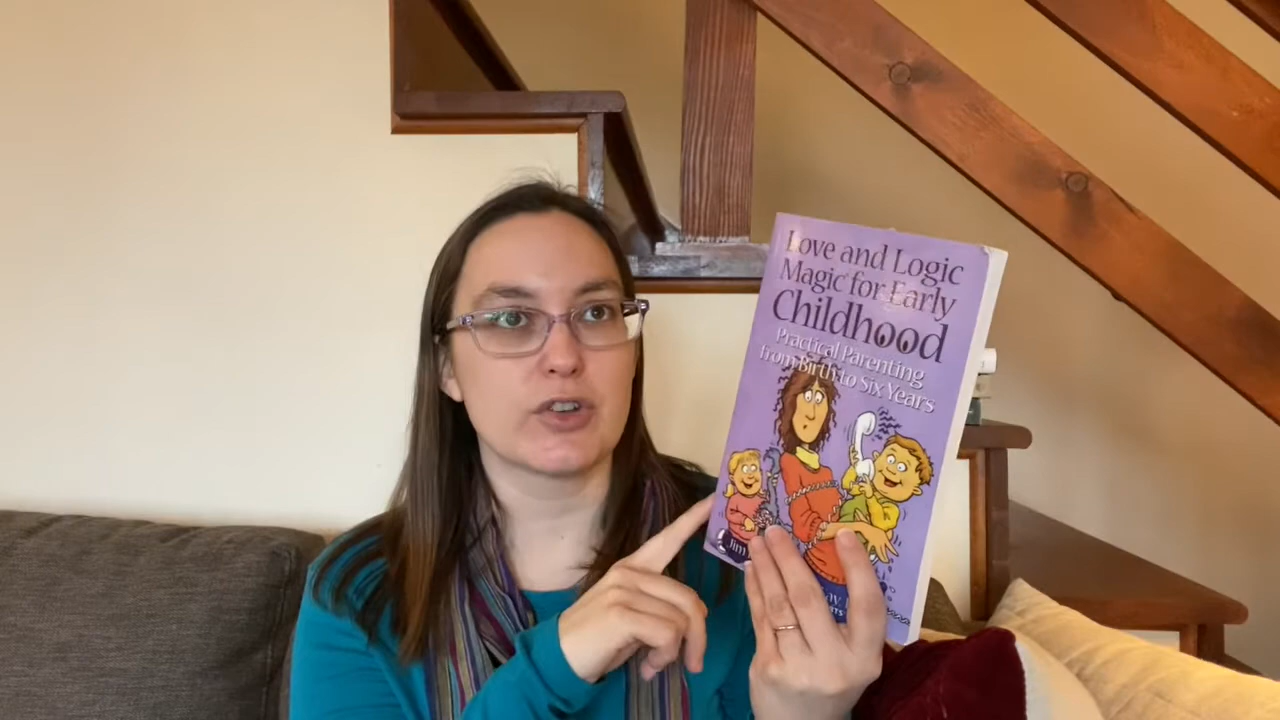 Love and Logic
Magic for Early
Childhood
Practical Parenting
from Birth to Six Years
Jim